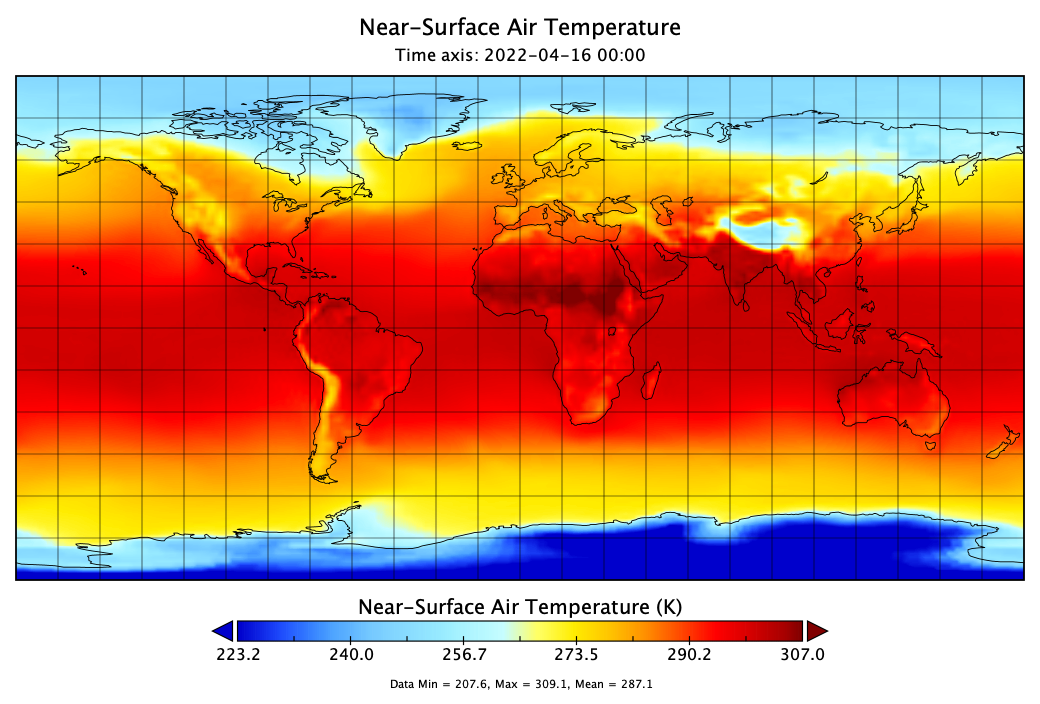 Near-Surface Air Temperature
Time axis: 2022-04-16 00:00
Near-Surface Air Temperature (K)
223.2 240.0 256.7 273.5 290.2 307.0
Data Min = 207.6, Max = 309.1, Mean = 287.1